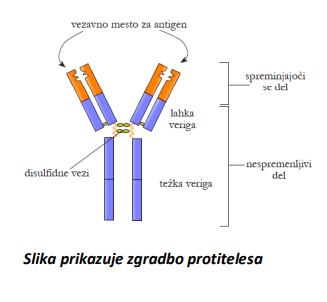 vezavno mesto za antigen
spreminjajoči
se del
lahka
veriga
disulfidne vezi
težka veriga
nespremenljivi
del
Slika prikazuje zgradbo protitelesa